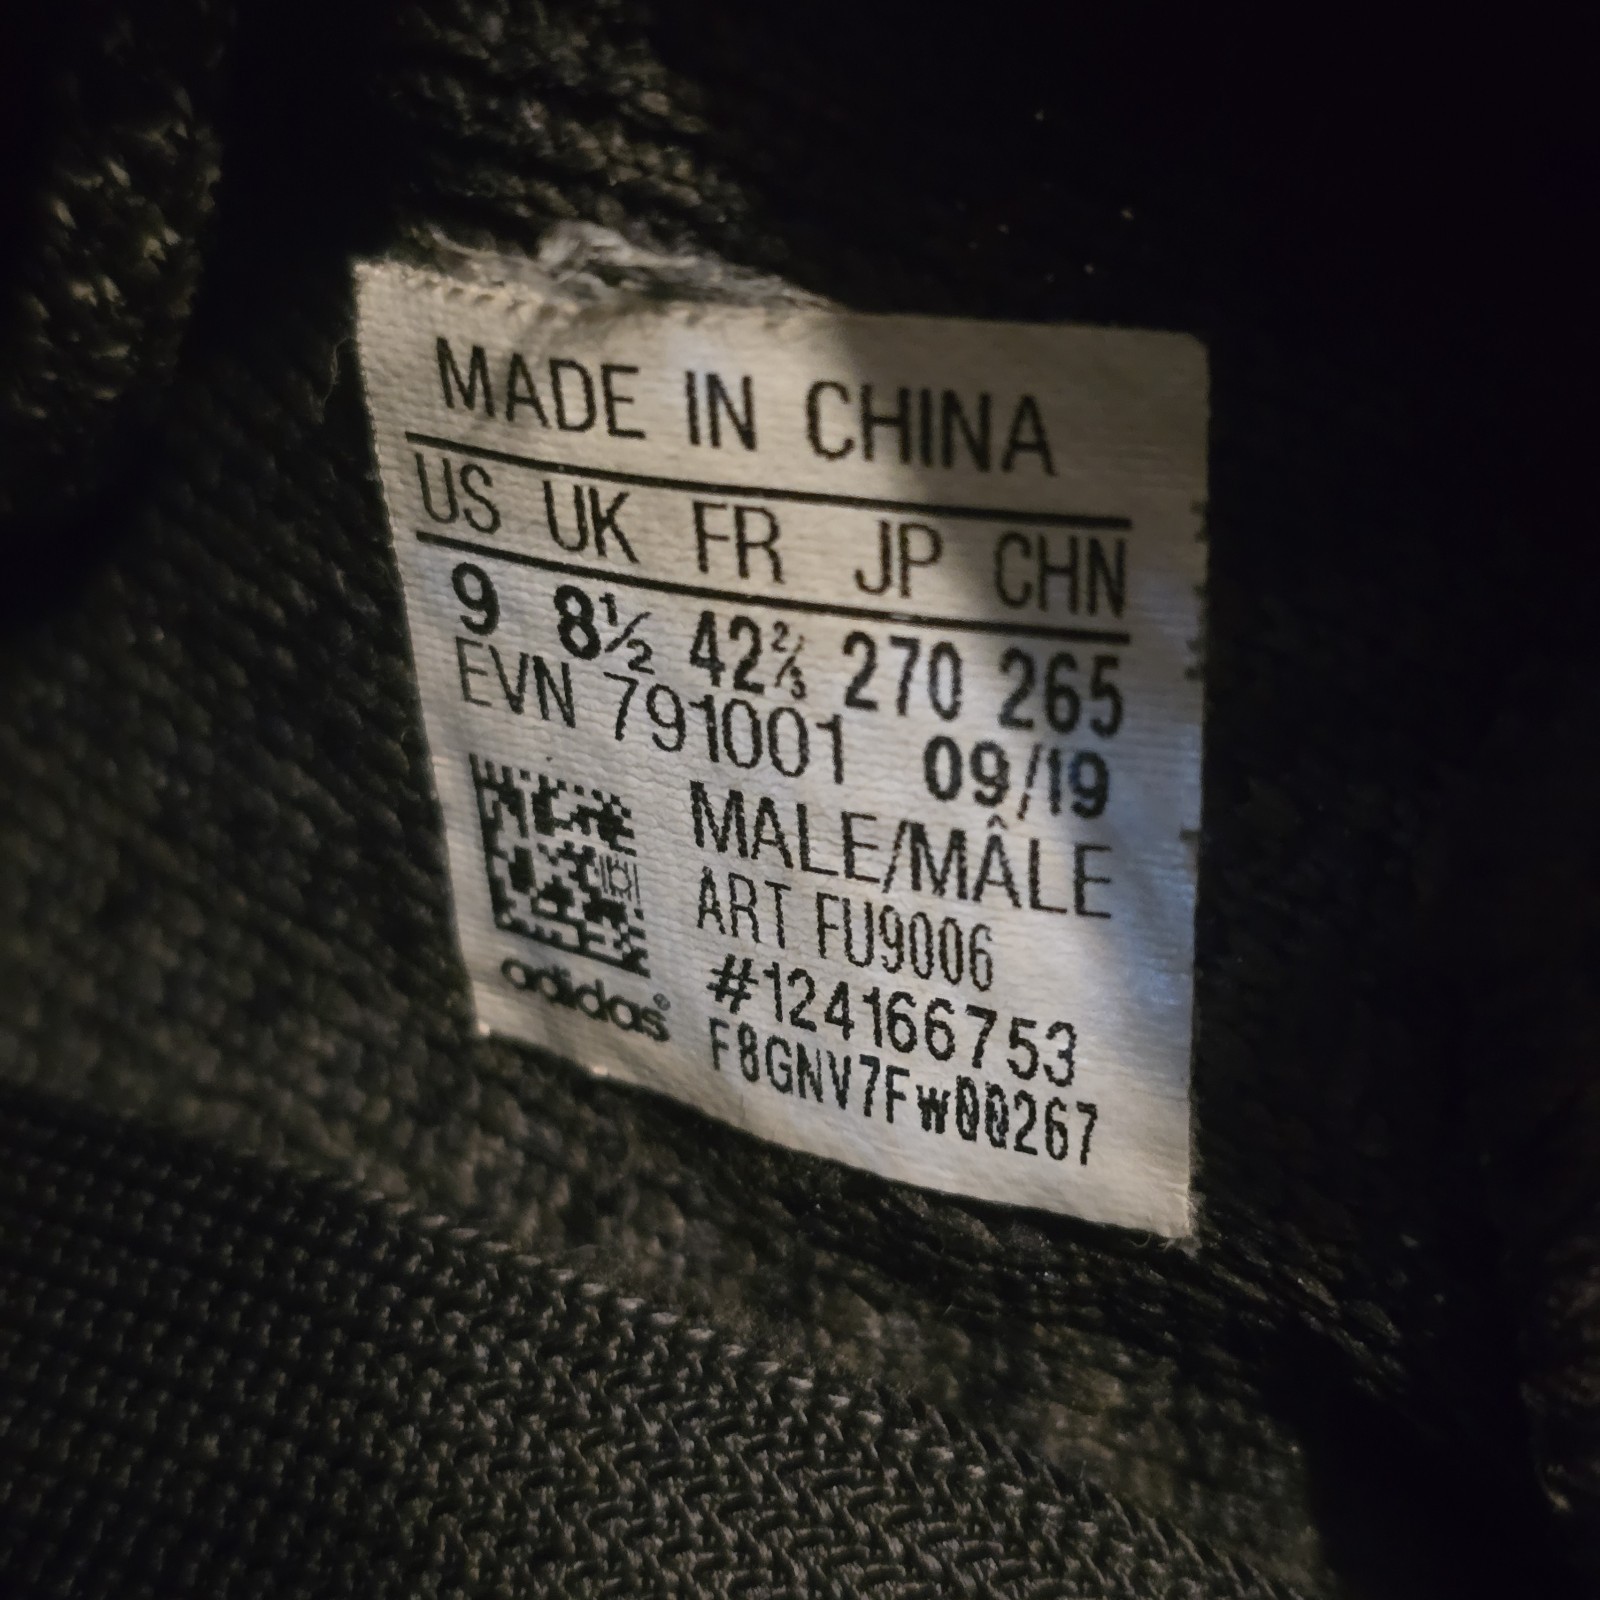 MADE IN CHINA
US UK FR JP CHN
9 8½ 42⅔ 270 265
EVN 791001 09/19
MALE/MÂLE
ART FU9006
#124166753
F8GNV7FW00267
adidas®